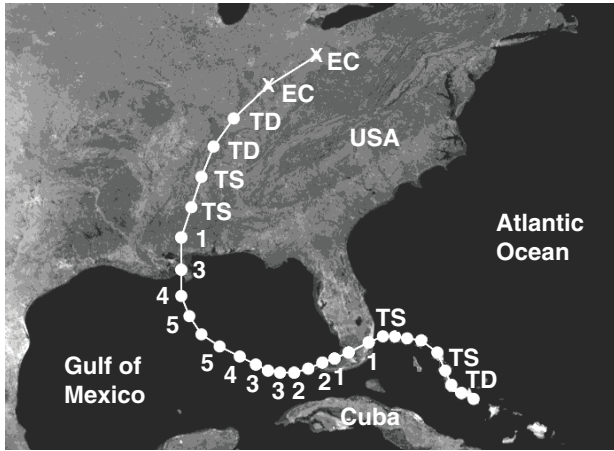 EC
EC
TD
USA
TD
TS
TS
Atlantic
Ocean
1
3
4
TS
5
5
1
TS
4
1
Gulf of
Mexico
3
3
2
2
TD
Cuba